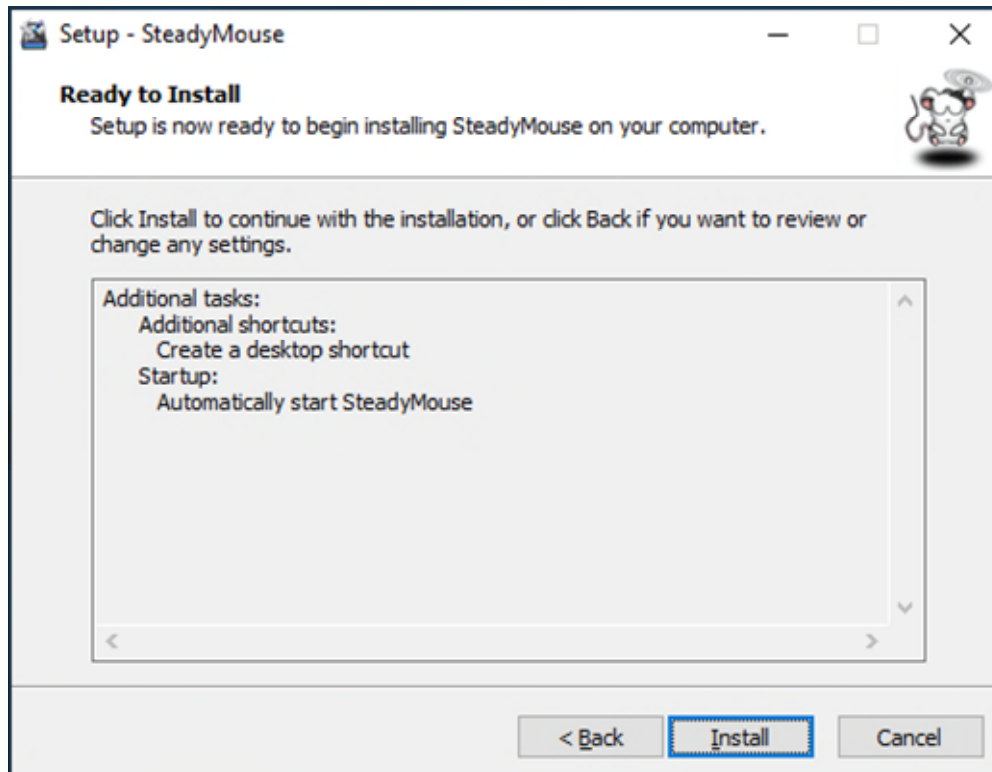 Setup - SteadyMouse
Ready to Install
Setup is now ready to begin installing SteadyMouse on your computer.
Click Install to continue with the installation, or click Back if you want to review or
change any settings.
Additional tasks:
Additional shortcuts:
Create a desktop shortcut
Startup:
Automatically start SteadyMouse
< Back
Install
Cancel